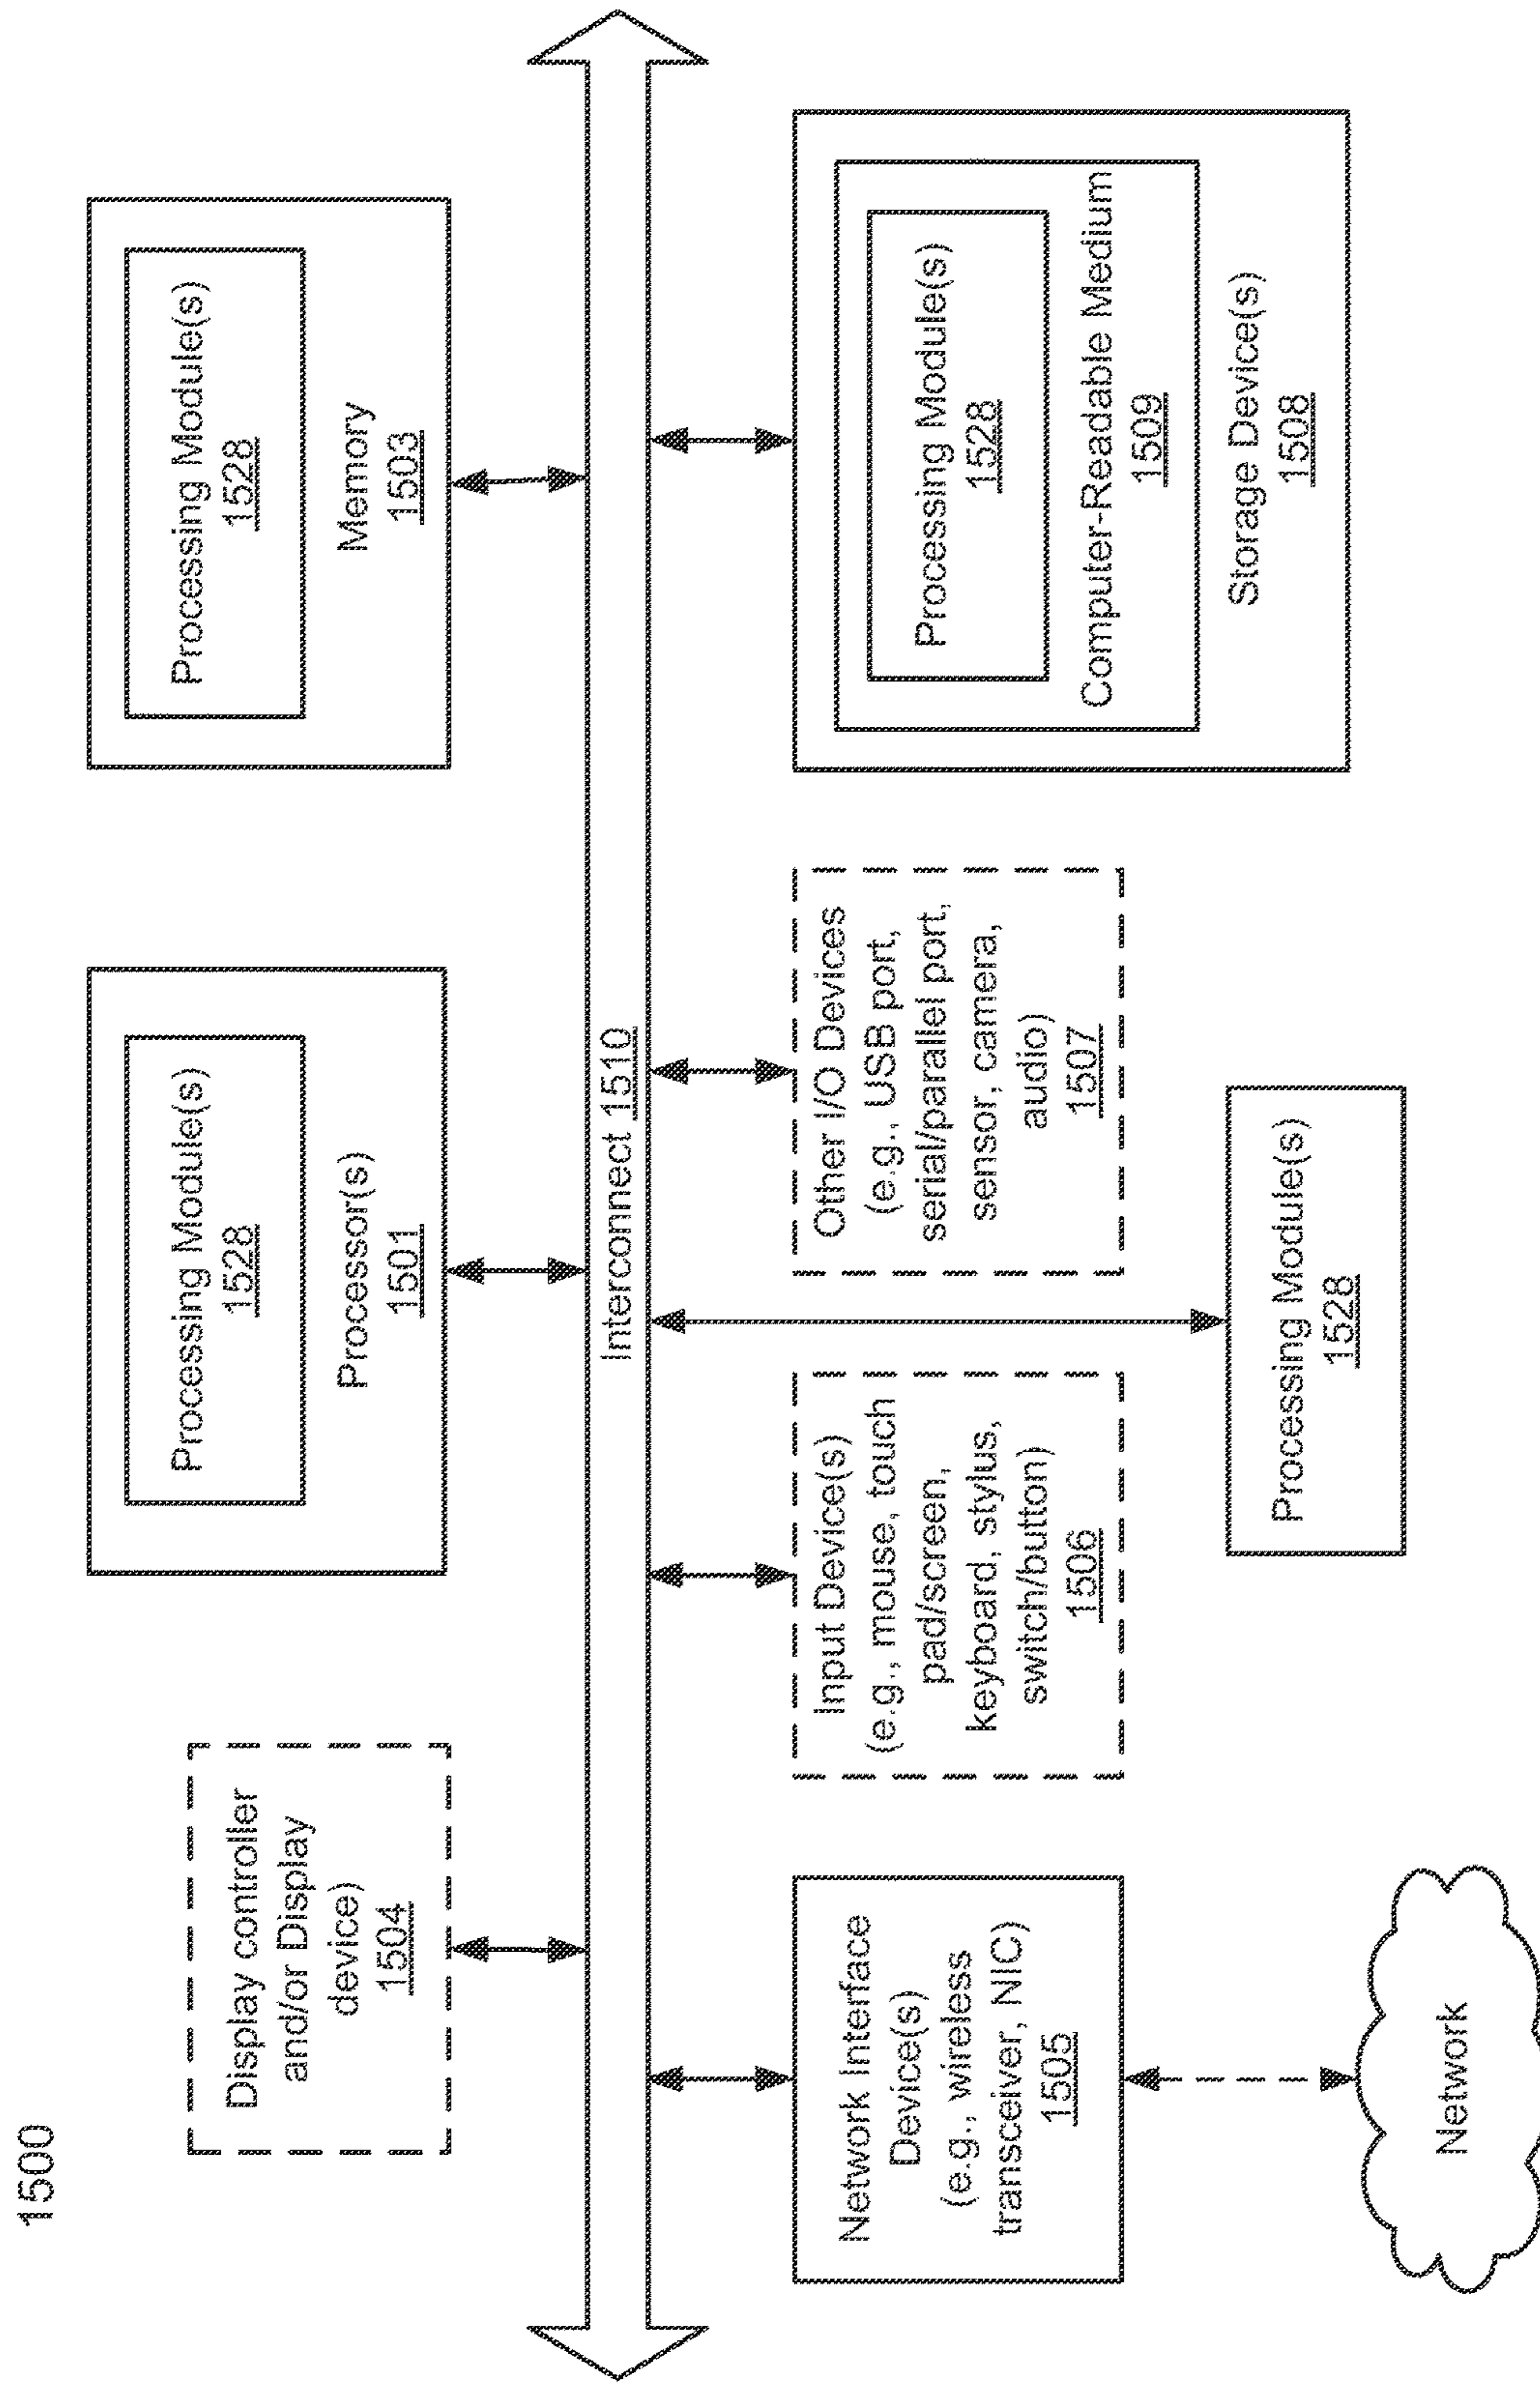 1500
Display controller
and/or Display
device)
1504
Processing Module(s)
1528
Processor(s)
1501
Processing Module(s)
1528
Memory
1503
Interconnect 1510
Network Interface
Device(s)
(e.g., wireless
transceiver, NIC)
1505
Input Device(s)
(e.g., mouse, touch
pad/screen,
keyboard, stylus,
switch/button)
1506
Other I/O Devices
(e.g., USB port,
serial/parallel port,
sensor, camera,
audio)
1507
Processing Module(s)
1528
Computer-Readable Medium
1509
Storage Device(s)
1508
Network
Processing Module(s)
1528